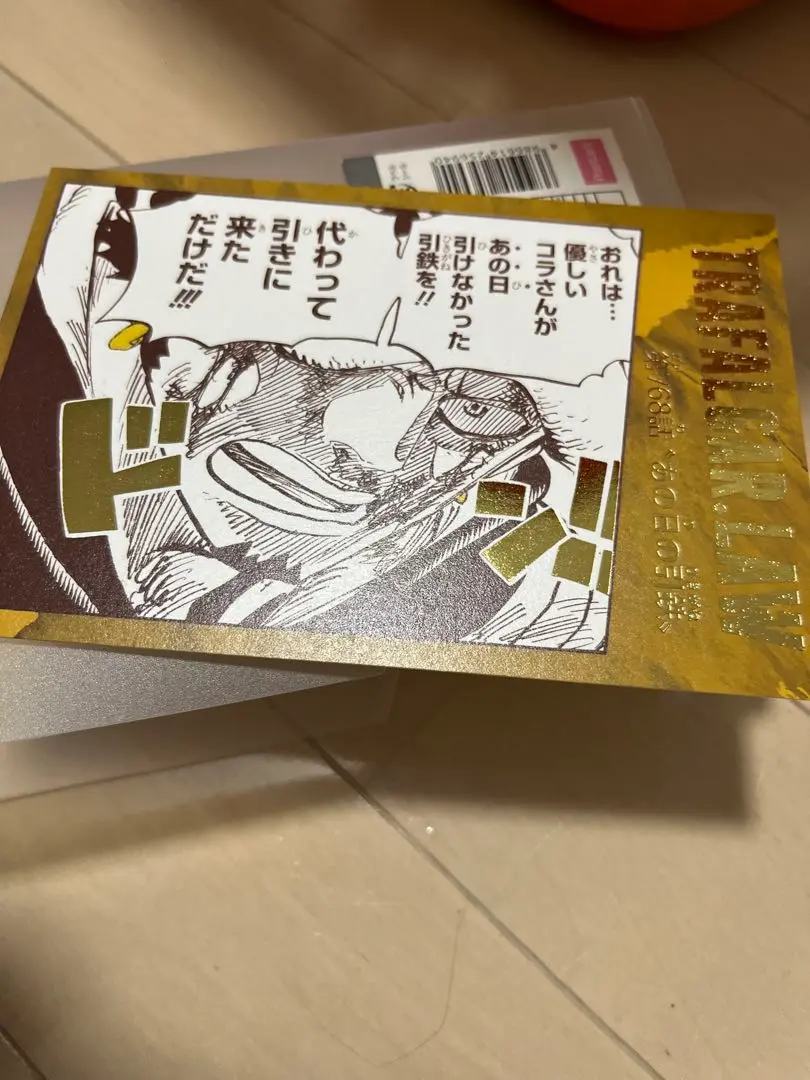 おれは…
優しい
コラさんが
あの日
引けなかった
引鉄を!!
代わって
引きに
来た
だけだ!!!
ドン
TRAFALGAR.LAW
第768話 “あの日の引鉄”